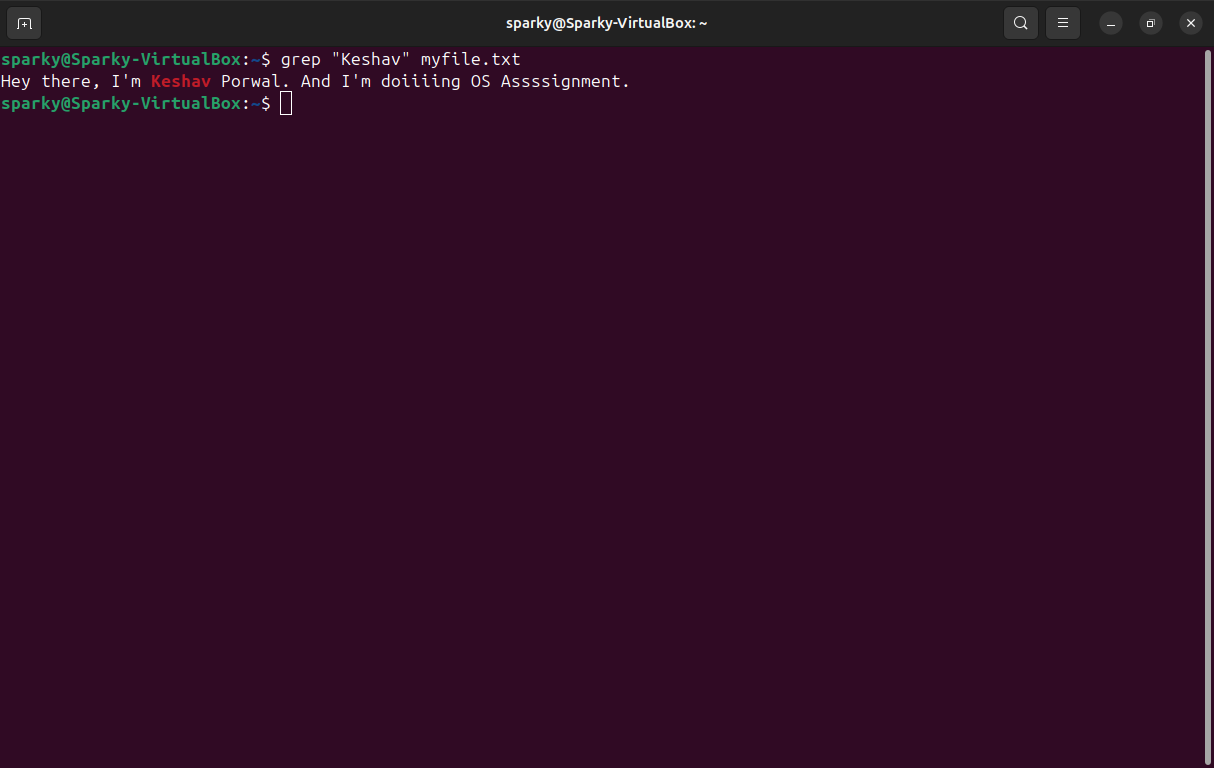 sparky@Sparky-VirtualBox: ~
sparky@Sparky-VirtualBox:~$ grep "Keshav" myfile.txt
Hey there, I'm Keshav Porwal. And I'm doiiiing OS Assssignment.
sparky@Sparky-VirtualBox:~$